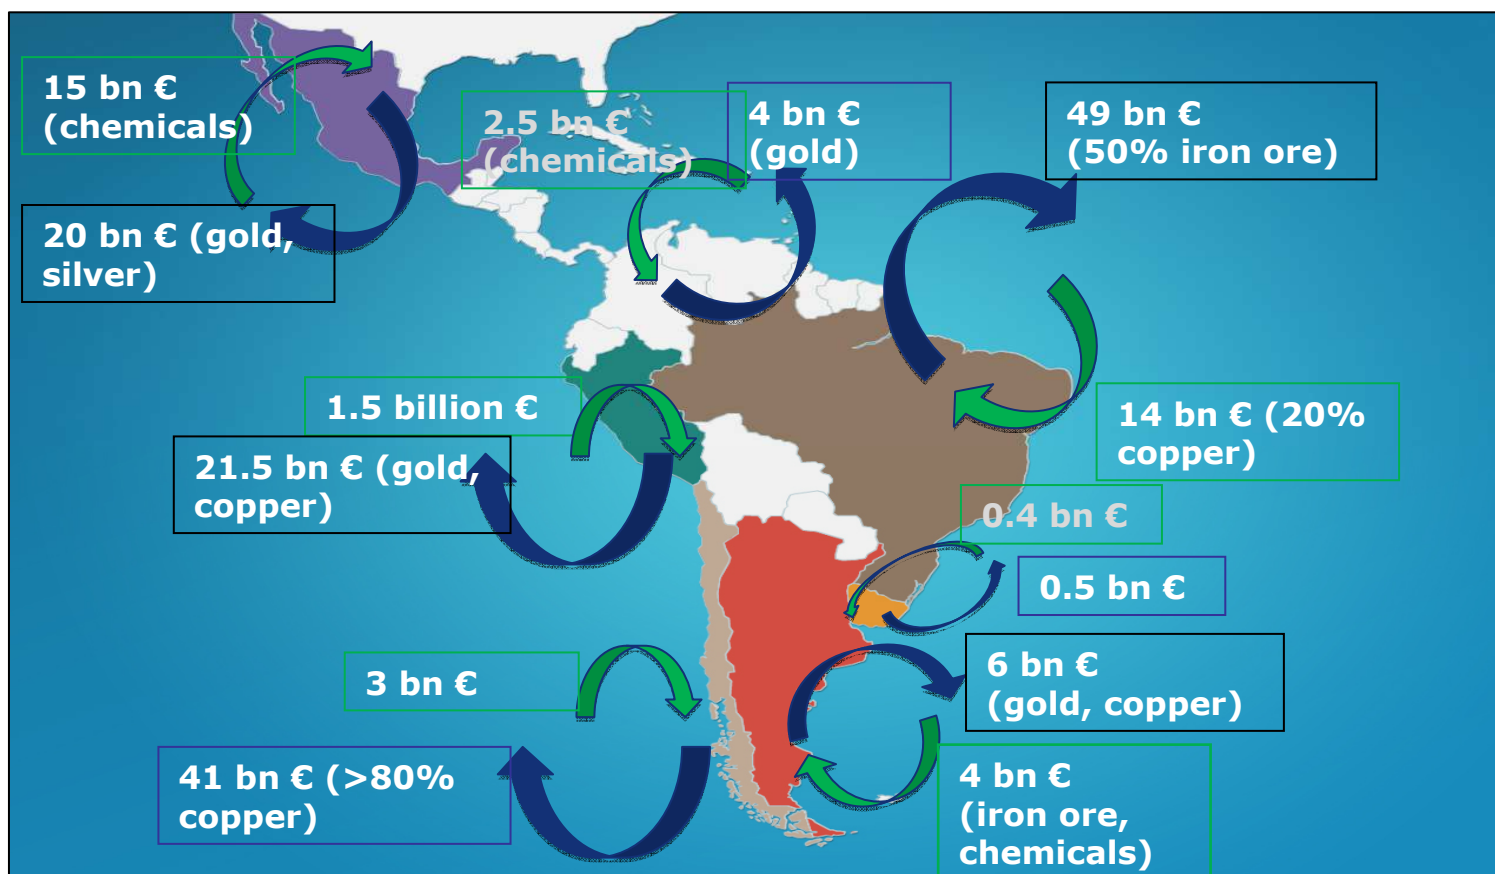 15 bn €
(chemicals)
20 bn € (gold,
silver)
2.5 bn €
(chemicals)
4 bn €
(gold)
49 bn €
(50% iron ore)
1.5 billion €
21.5 bn € (gold,
copper)
14 bn € (20%
copper)
0.4 bn €
0.5 bn €
3 bn €
41 bn € (>80%
copper)
6 bn €
(gold, copper)
4 bn €
(iron ore,
chemicals)